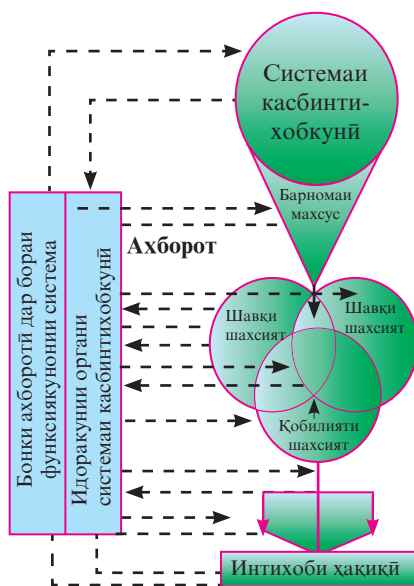 Системаи
касбинти-
хобкунӣ
Барномаи
махсус
Ахборот
Бонки ахборотӣ дар бораи
функсиякунонии система
Идоракунии органи
системаи касбинтихобкунӣ
Шавқи
шахсият
Шавқи
шахсият
Қобилияти
шахсият
Интихоби ҳақиқӣ